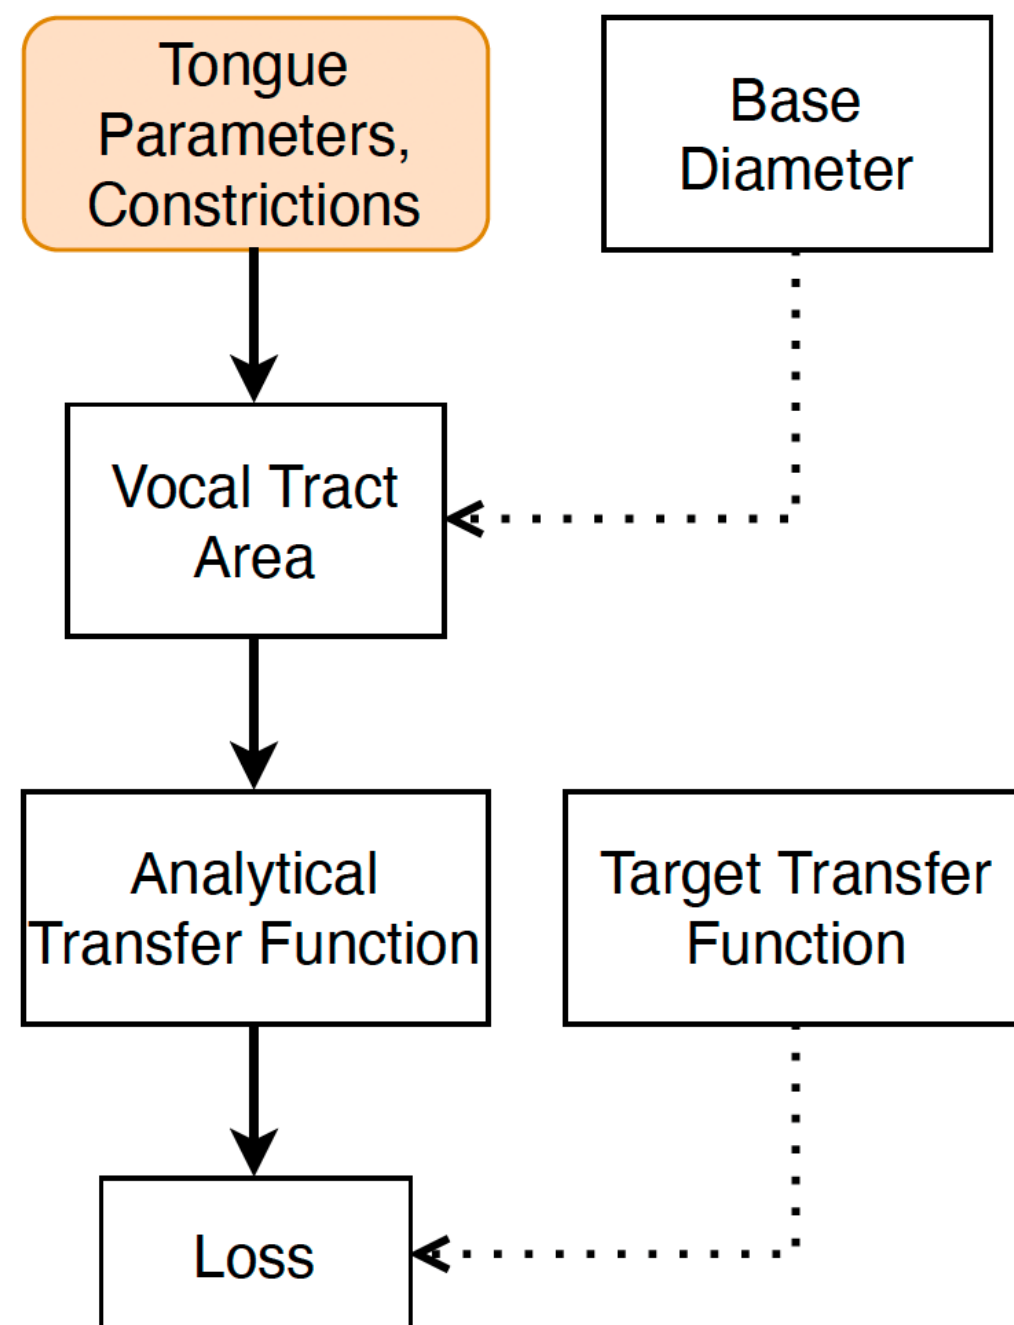 Tongue
Parameters,
Constrictions
Base
Diameter
Vocal Tract
Area
Analytical
Transfer Function
Target Transfer
Function
Loss